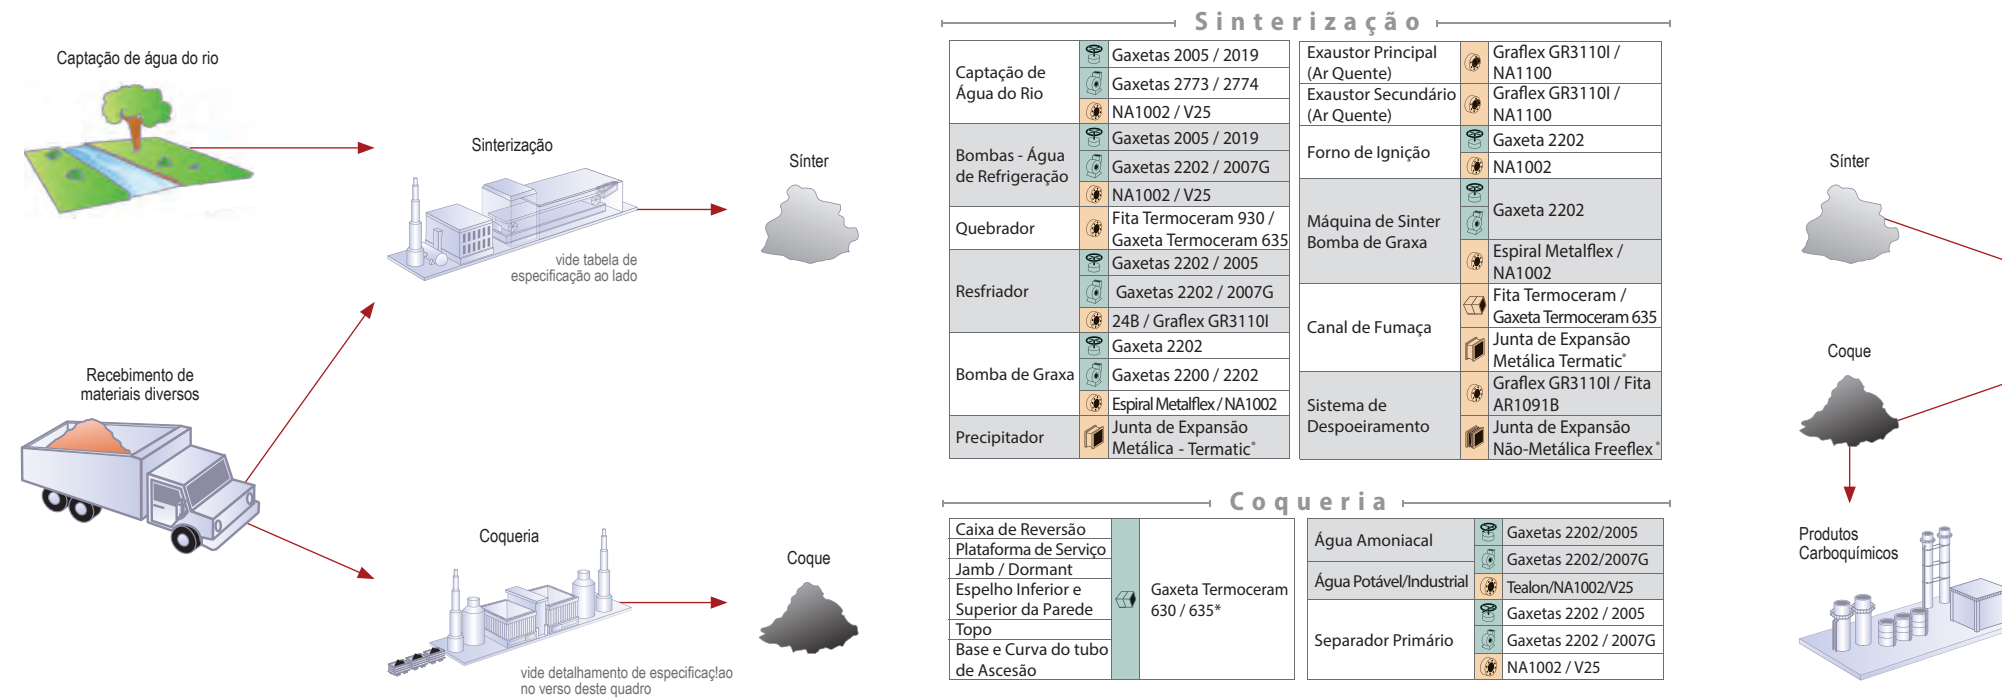 Captação de água do rio
Sinterização
Sínter
vide tabela de
especificação ao lado
Recebimento de
materiais diversos
Coqueria
Coque
vide detalhamento de especificaç!ao
no verso deste quadro
Sinterização
Captação de
Água do Rio
Gaxetas 2005 / 2019
Gaxetas 2773 / 2774
NA1002 / V25
Bombas - Água
de Refrigeração
Gaxetas 2005 / 2019
Gaxetas 2202 / 2007G
NA1002 / V25
Quebrador
Fita Termoceram 930 /
Gaxeta Termoceram 635
Resfriador
Gaxetas 2202 / 2005
Gaxetas 2202 / 2007G
24B / Graflex GR3110I
Bomba de Graxa
Gaxeta 2202
Gaxetas 2200 / 2202
Espiral Metalflex / NA1002
Precipitador
Junta de Expansão
Metálica - Termatic*
Exaustor Principal
(Ar Quente)
Graflex GR3110I /
NA1100
Exaustor Secundário
(Ar Quente)
Graflex GR3110I /
NA1100
Forno de Ignição
Gaxeta 2202
NA1002
Máquina de Sinter
Bomba de Graxa
Gaxeta 2202
Espiral Metalflex /
NA1002
Canal de Fumaça
Fita Termoceram /
Gaxeta Termoceram 635
Junta de Expansão
Metálica Termatic*
Sistema de
Despoeiramento
Graflex GR3110I / Fita
AR1091B
Junta de Expansão
Não-Metálica Freeflex*
Coqueria
Caixa de Reversão
Plataforma de Serviço
Jamb / Dormant
Espelho Inferior e
Superior da Parede
Topo
Base e Curva do tubo
de Ascesão
Gaxeta Termoceram
630 / 635*
Água Amoniacal
Água Potável/Industrial
Gaxetas 2202/2005
Gaxetas 2202/2007G
Tealon/NA1002/V25
Separador Primário
Gaxetas 2202 / 2005
Gaxetas 2202 / 2007G
NA1002 / V25
Sínter
Coque
Produtos
Carboquímicos